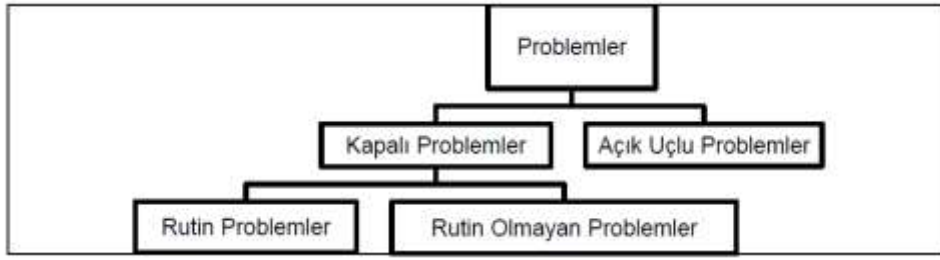 Problemler
Kapalı Problemler
Açık Uçlu Problemler
Rutin Problemler
Rutin Olmayan Problemler